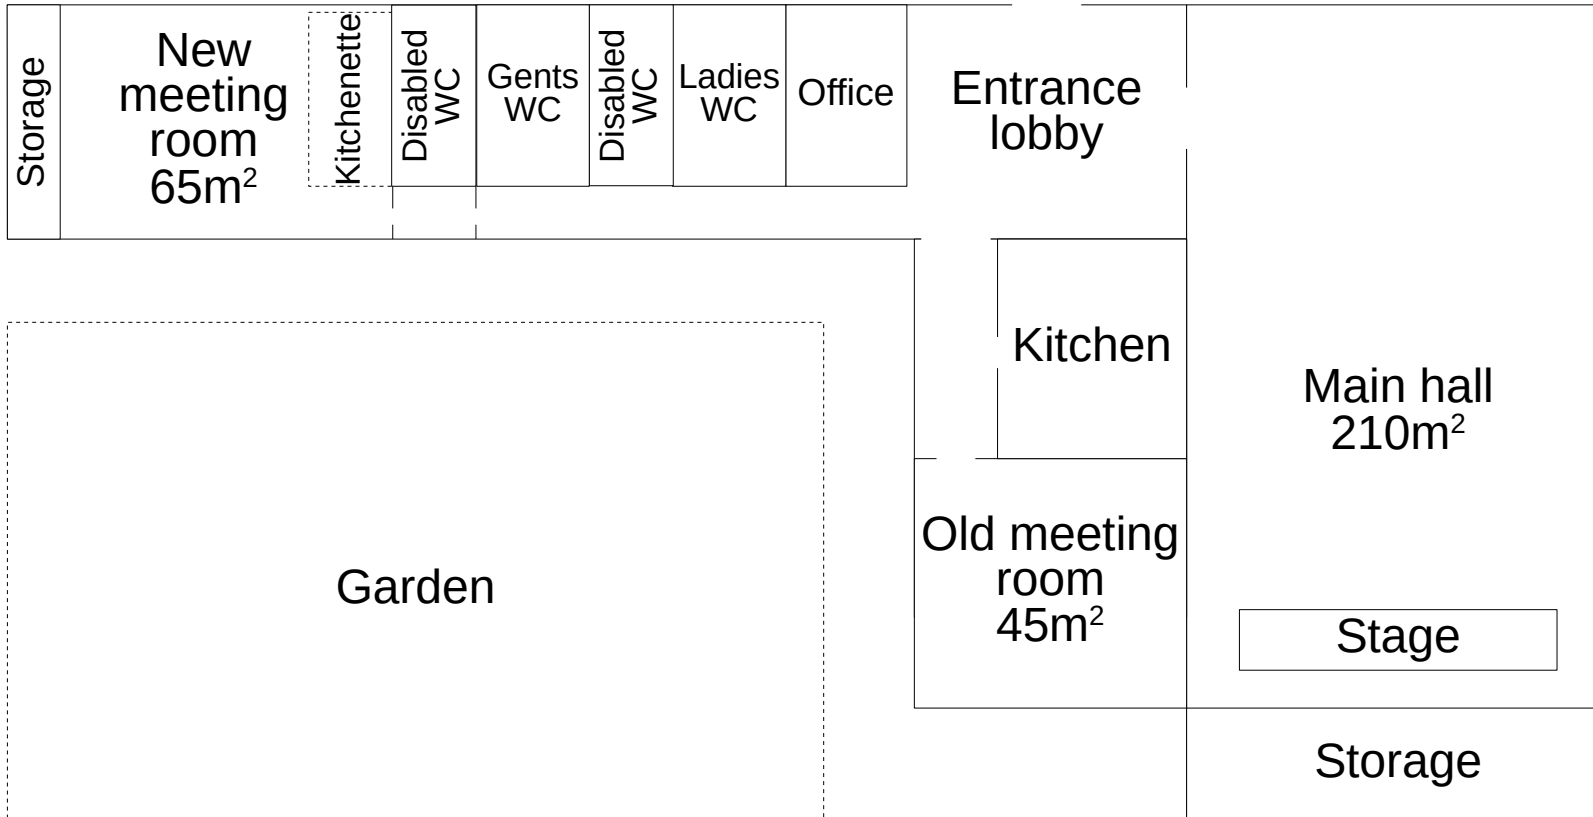 Storage
New
meeting
room
65m²
Kitchenette
Disabled
WC
Gents
WC
Disabled
WC
Ladies
WC
Office
Entrance
lobby
Kitchen
Main hall
210m²
Old meeting
room
45m²
Garden
Stage
Storage